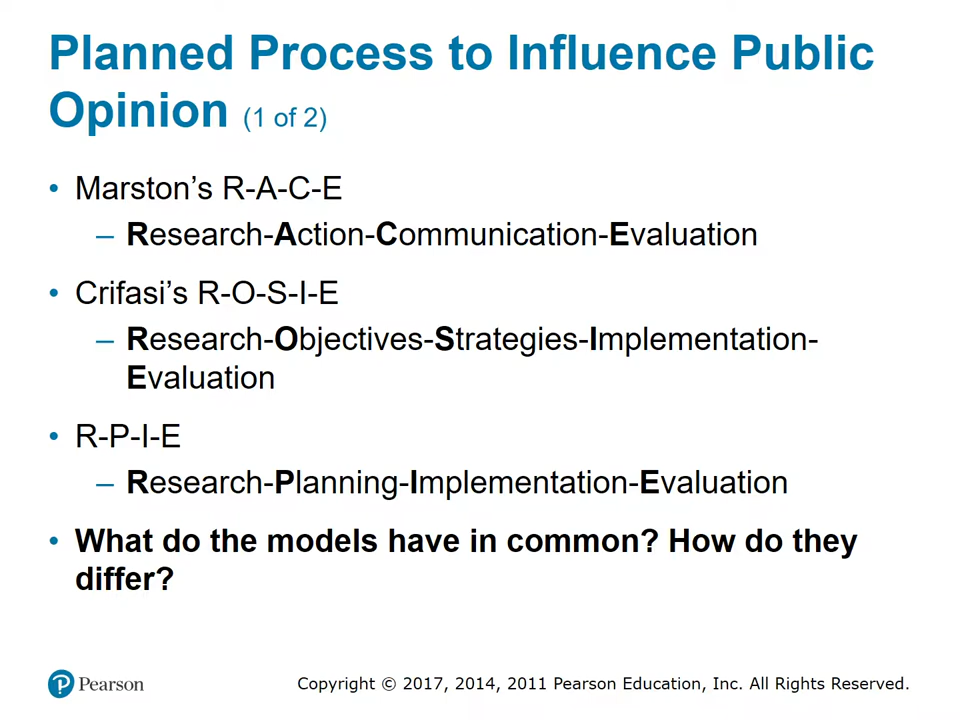 Planned Process to Influence Public
Opinion (1 of 2)
• Marston’s R-A-C-E
– Research-Action-Communication-Evaluation
• Crifasi’s R-O-S-I-E
– Research-Objectives-Strategies-Implementation-
Evaluation
• R-P-I-E
– Research-Planning-Implementation-Evaluation
• What do the models have in common? How do they
differ?
Pearson
Copyright © 2017, 2014, 2011 Pearson Education, Inc. All Rights Reserved.